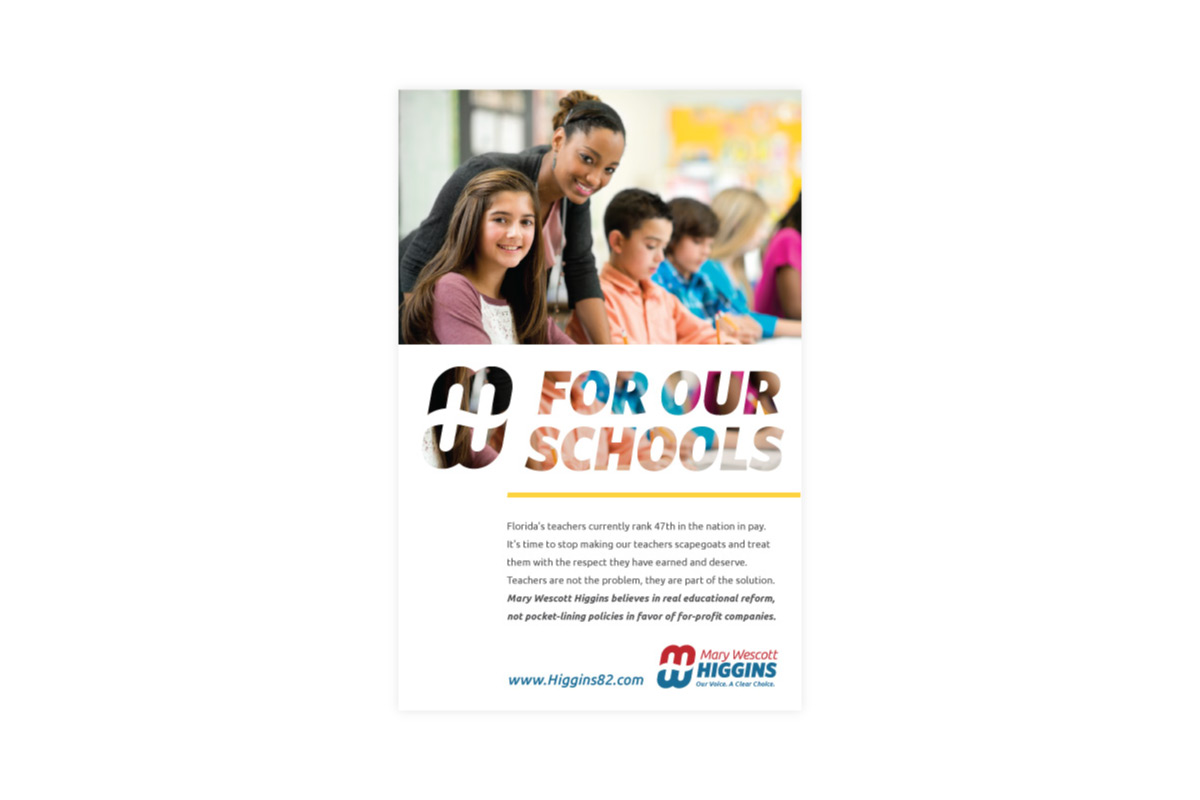 FOR OUR
SCHOOLS
Florida's teachers currently rank 47th in the nation in pay.
It's time to stop making our teachers scapegoats and treat
them with the respect they have earned and deserve.
Teachers are not the problem, they are part of the solution.
Mary Wescott Higgins believes in real educational reform,
not pocket-lining policies in favor of for-profit companies.
www.Higgins82.com
Mary Wescott
HIGGINS
Our Voice. A Clear Choice.